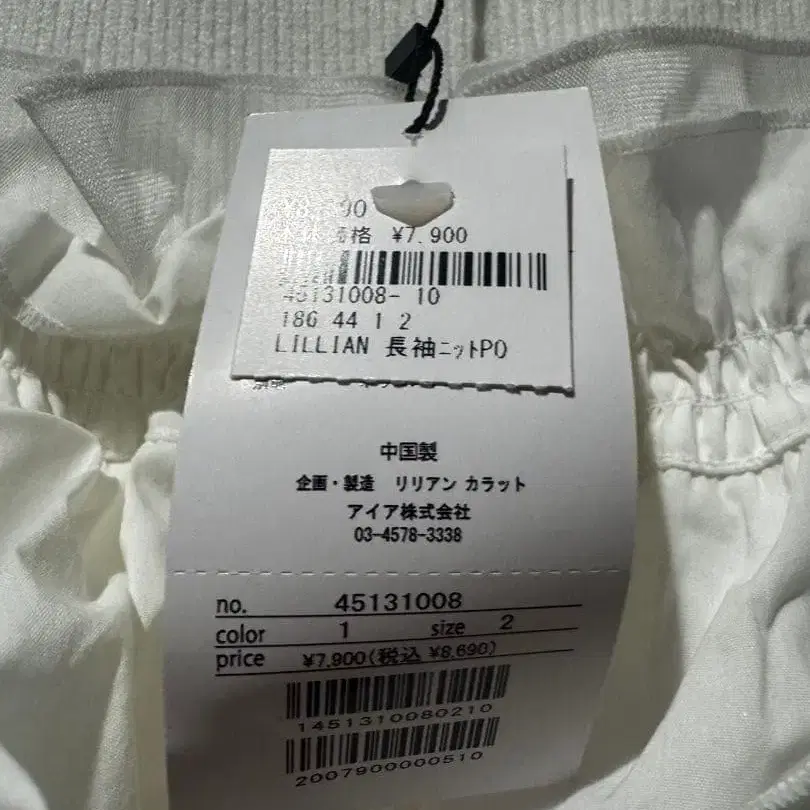 90
格 ¥7.900
45131008- 10
186 44 1 2
LILLIAN 長袖ニットPO
中国製
企画・製造 リリアン カラット
アイア株式会社
03-4578-3338
no. 45131008
color 1 size 2
price ¥7,900(税込 ¥8,690)
1451310080210
2007900000510